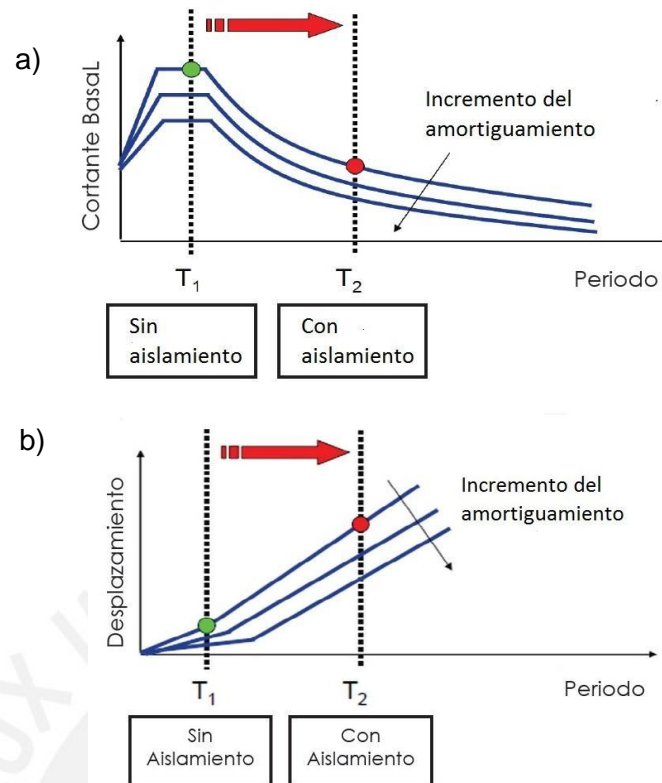 a)
Cortante BasaL
Incremento del
amortiguamiento
T1
T2
Periodo
Sin
aislamiento
Con
aislamiento
b)
Desplazamiento
Incremento del
amortiguamiento
T1
T2
Periodo
Sin
Aislamiento
Con
Aislamiento